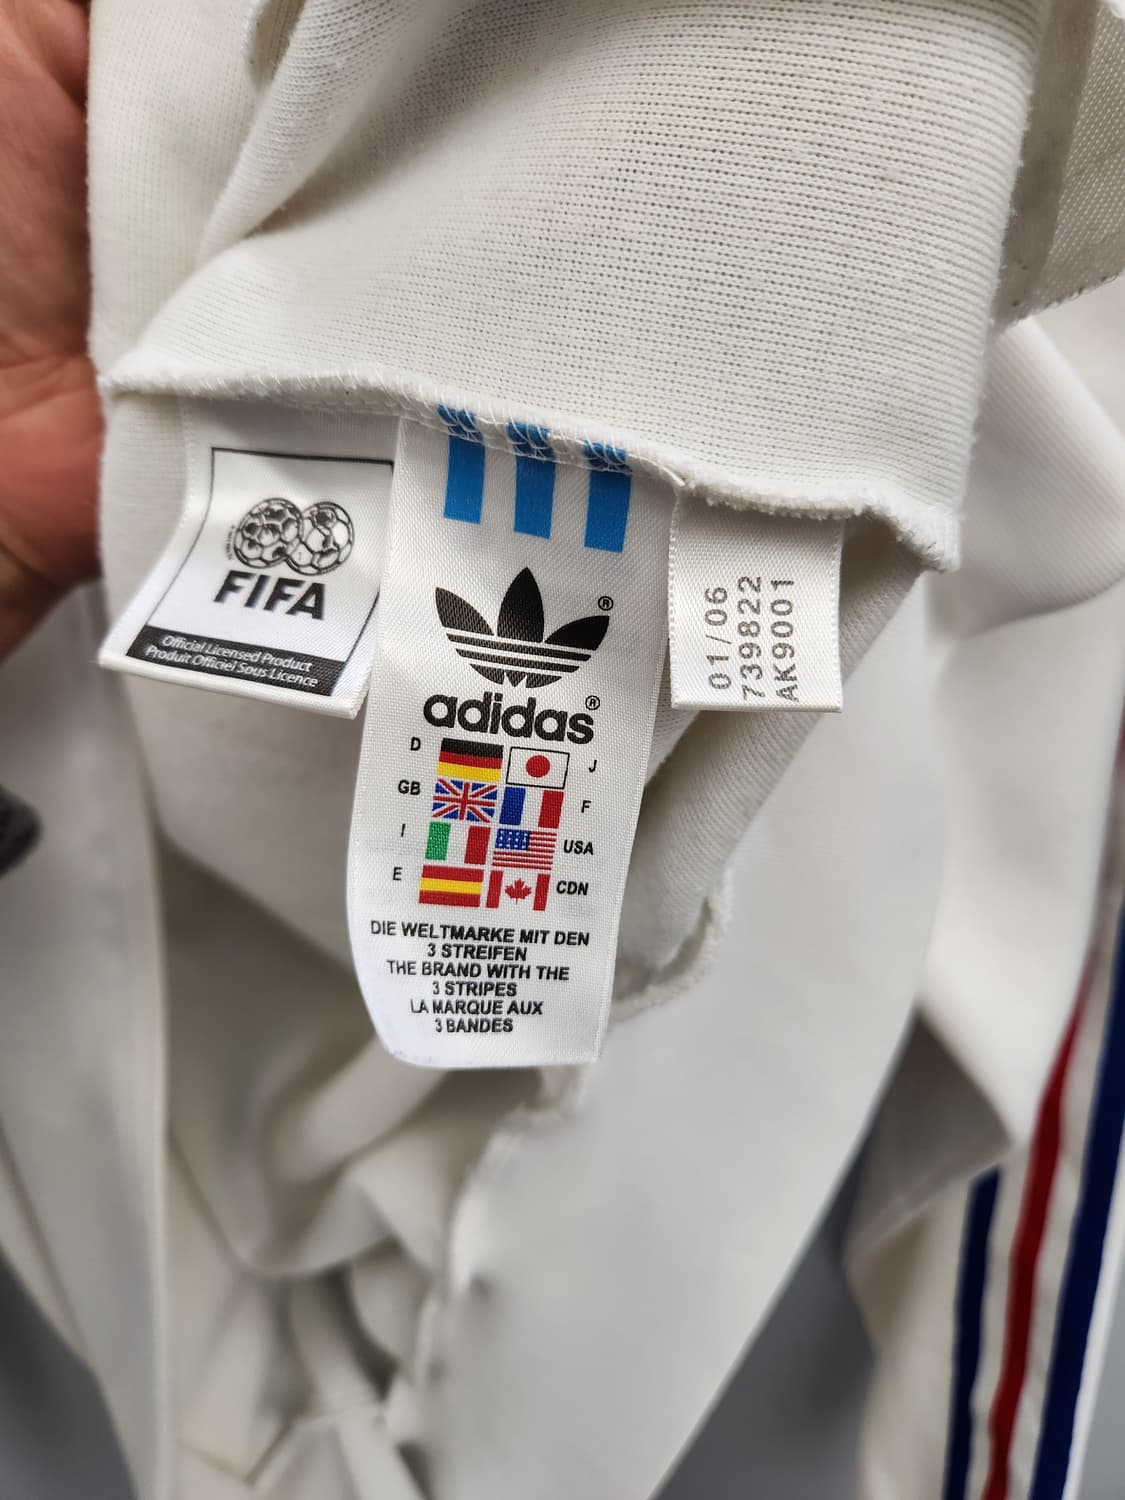 FIFA
Official Licensed Product
Produit Officiel Sous Licence
®
adidas®
D
J
GB
F
I
USA
E
CDN
DIE WELTMARKE MIT DEN
3 STREIFEN
THE BRAND WITH THE
3 STRIPES
LA MARQUE AUX
3 BANDES
01/06
739822
AK9001